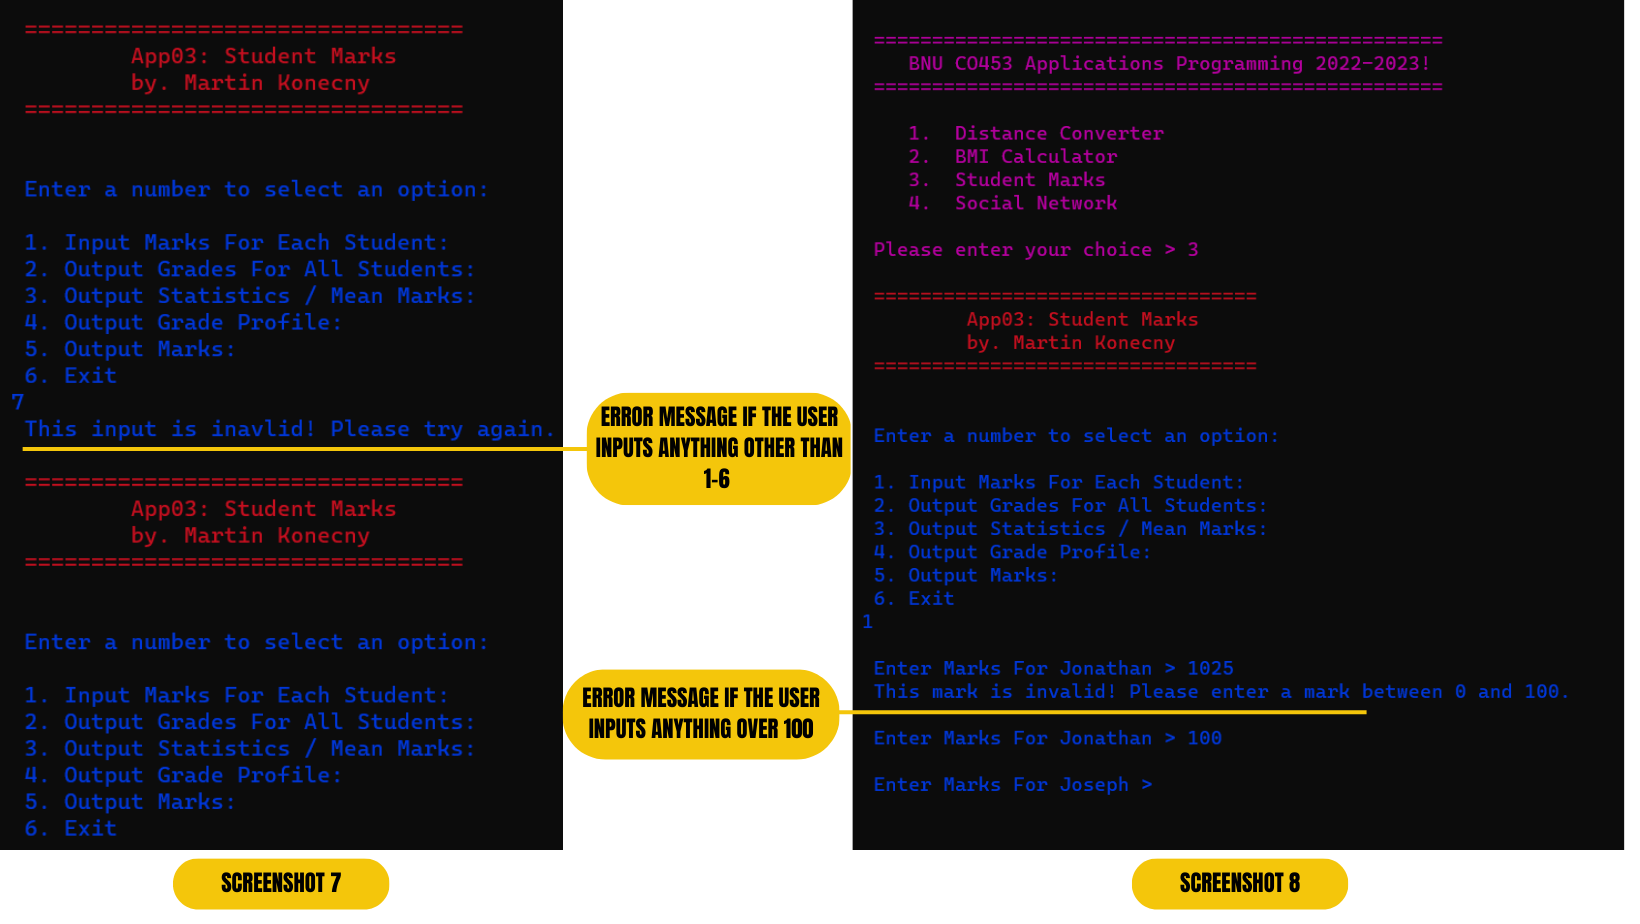 ================================
App03: Student Marks
by. Martin Konecny
================================
Enter a number to select an option:
1. Input Marks For Each Student:
2. Output Grades For All Students:
3. Output Statistics / Mean Marks:
4. Output Grade Profile:
5. Output Marks:
6. Exit
7
This input is inavlid! Please try again.
=================================
App03: Student Marks
by. Martin Konecny
=================================
Enter a number to select an option:
1. Input Marks For Each Student:
2. Output Grades For All Students:
3. Output Statistics / Mean Marks:
4. Output Grade Profile:
5. Output Marks:
6. Exit
SCREENSHOT 7
ERROR MESSAGE IF THE USER
INPUTS ANYTHING OTHER THAN
1-6
ERROR MESSAGE IF THE USER
INPUTS ANYTHING OVER 100
=================================================
BNU CO453 Applications Programming 2022-2023!
=================================================
1. Distance Converter
2. BMI Calculator
3. Student Marks
4. Social Network
Please enter your choice > 3
=================================
App03: Student Marks
by. Martin Konecny
=================================
Enter a number to select an option:
1. Input Marks For Each Student:
2. Output Grades For All Students:
3. Output Statistics / Mean Marks:
4. Output Grade Profile:
5. Output Marks:
6. Exit
1
Enter Marks For Jonathan > 1025
This mark is invalid! Please enter a mark between 0 and 100.
Enter Marks For Jonathan > 100
Enter Marks For Joseph >
SCREENSHOT 8